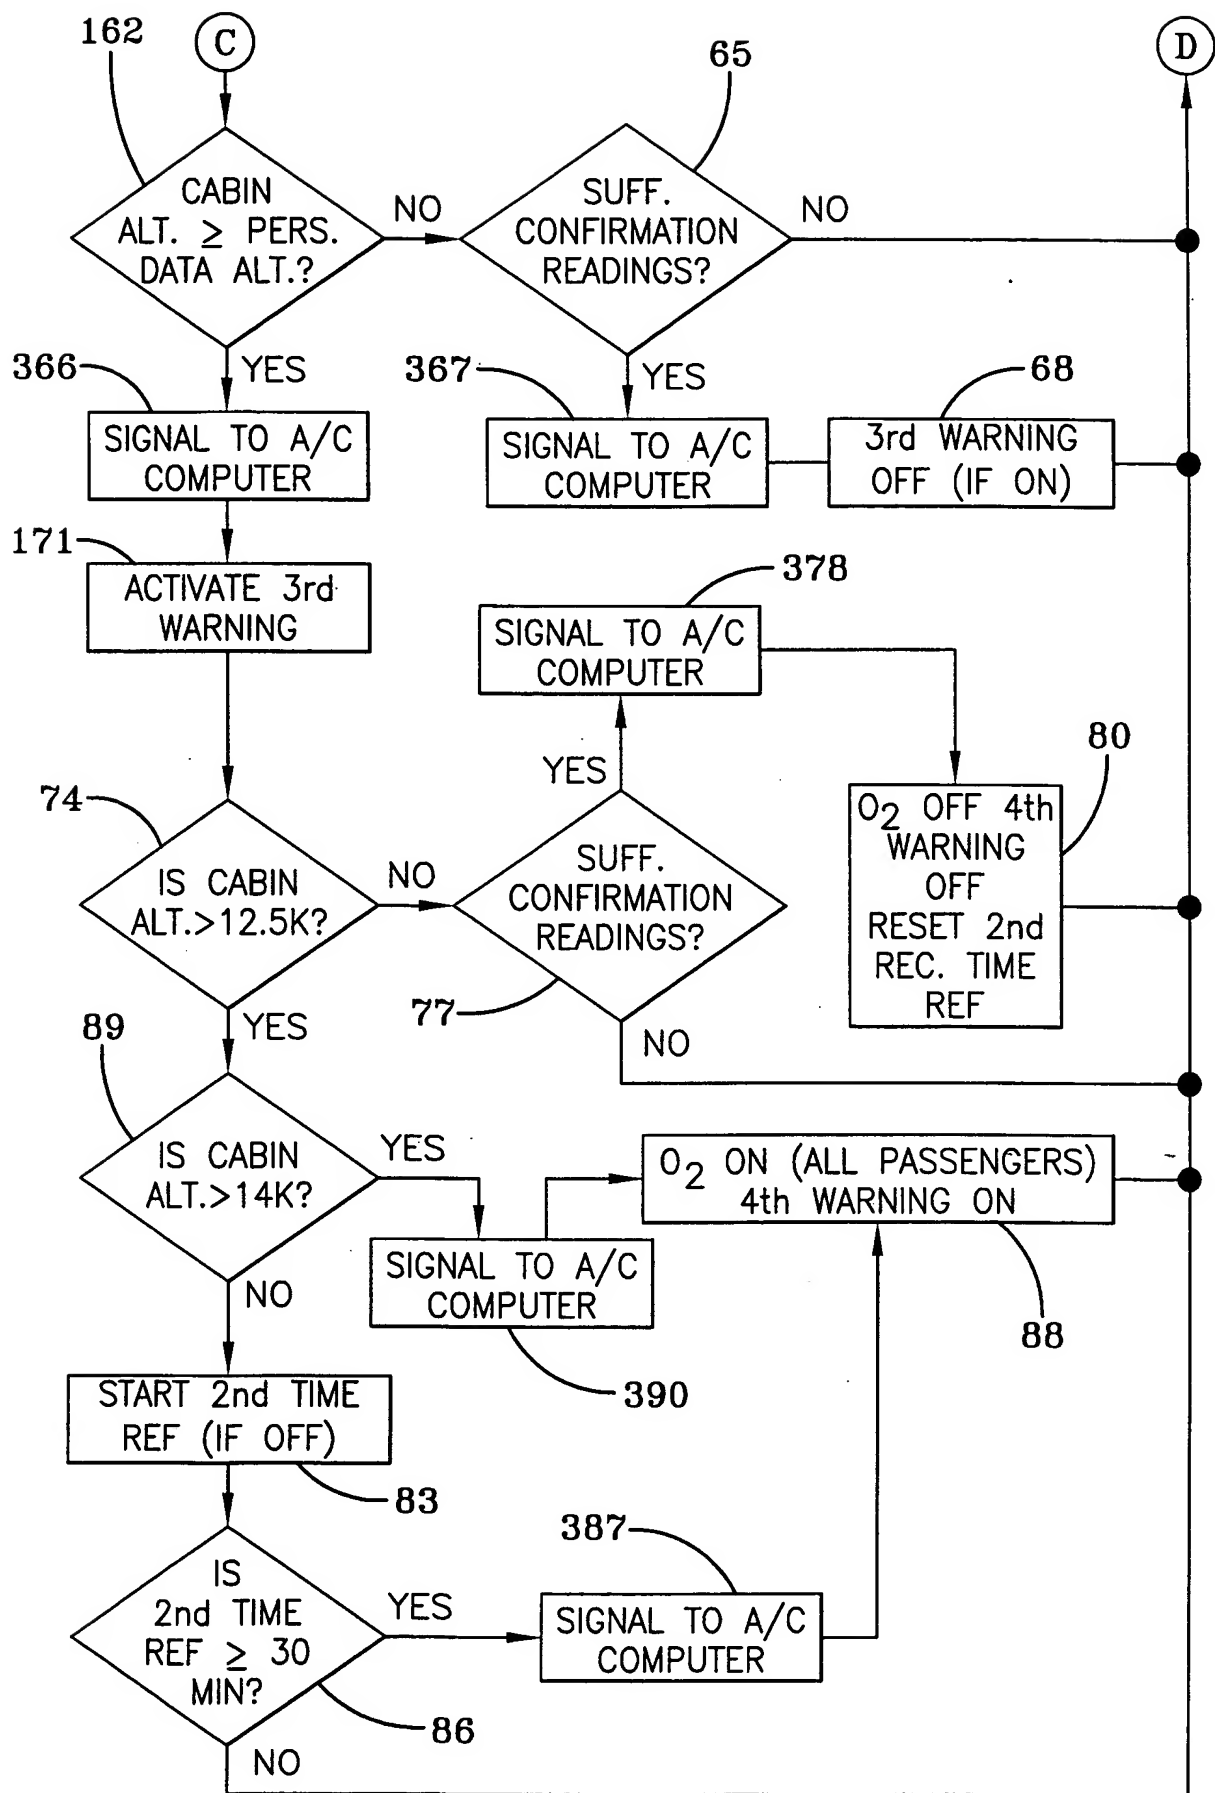 162
C
65
D
CABIN
ALT. ≥ PERS.
DATA ALT.?
NO
SUFF.
CONFIRMATION
READINGS?
NO
366
YES
367
YES
68
SIGNAL TO A/C
COMPUTER
SIGNAL TO A/C
COMPUTER
3rd WARNING
OFF (IF ON)
171
ACTIVATE 3rd
WARNING
378
SIGNAL TO A/C
COMPUTER
YES
80
O2 OFF 4th
WARNING
OFF
RESET 2nd
REC. TIME
REF
74
IS CABIN
ALT.>12.5K?
NO
SUFF.
CONFIRMATION
READINGS?
77
YES
NO
89
IS CABIN
ALT.>14K?
YES
O2 ON (ALL PASSENGERS)
4th WARNING ON
SIGNAL TO A/C
COMPUTER
NO
88
390
START 2nd TIME
REF (IF OFF)
83
387
IS
2nd TIME
REF ≥ 30
MIN?
YES
SIGNAL TO A/C
COMPUTER
86
NO